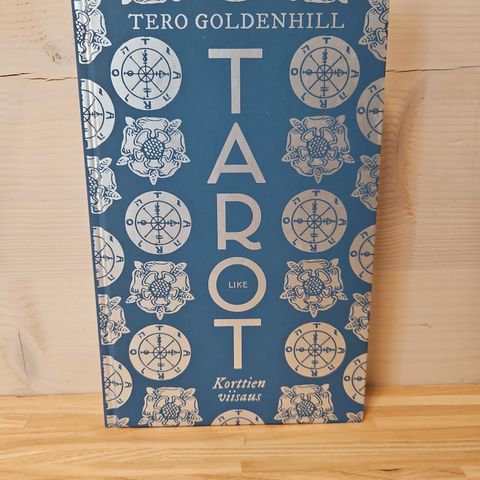 TERO GOLDENHILL
TAROT
LIKE
Korttien
viisaus